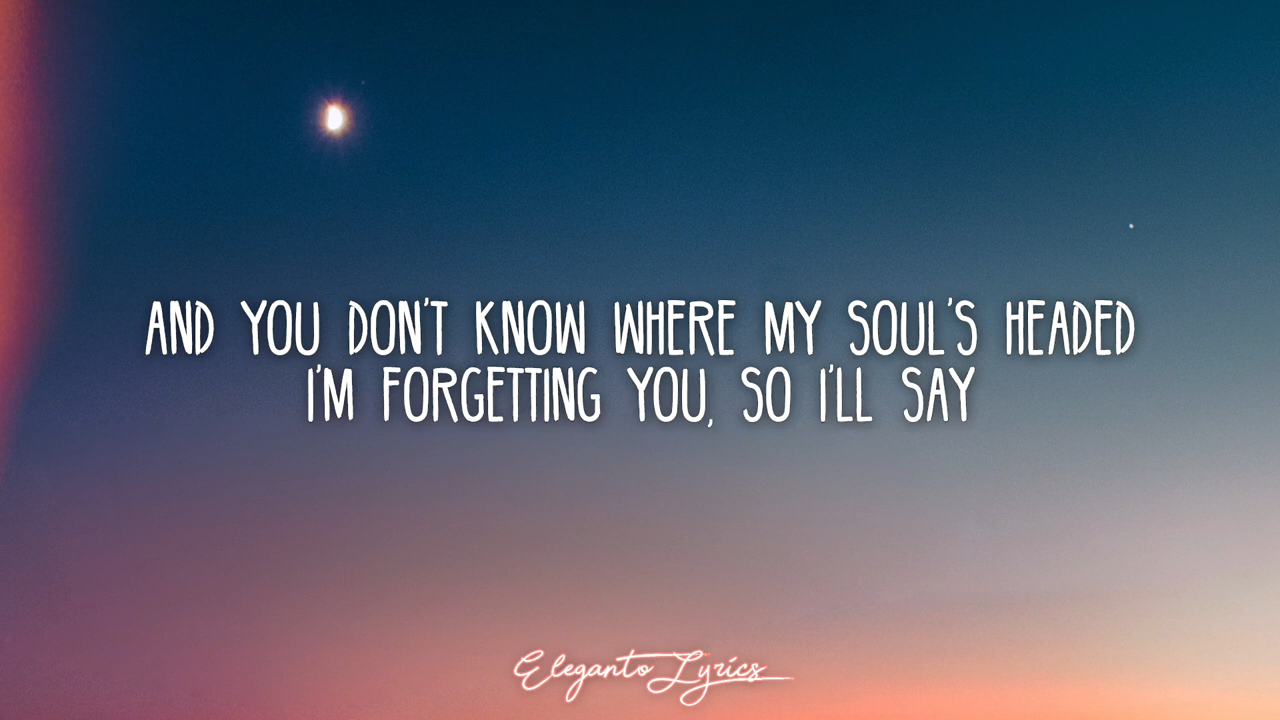 AND YOU DON'T KNOW WHERE MY SOUL'S HEADED
I'M FORGETTING YOU, SO I'LL SAY
Eleganto Lyrics